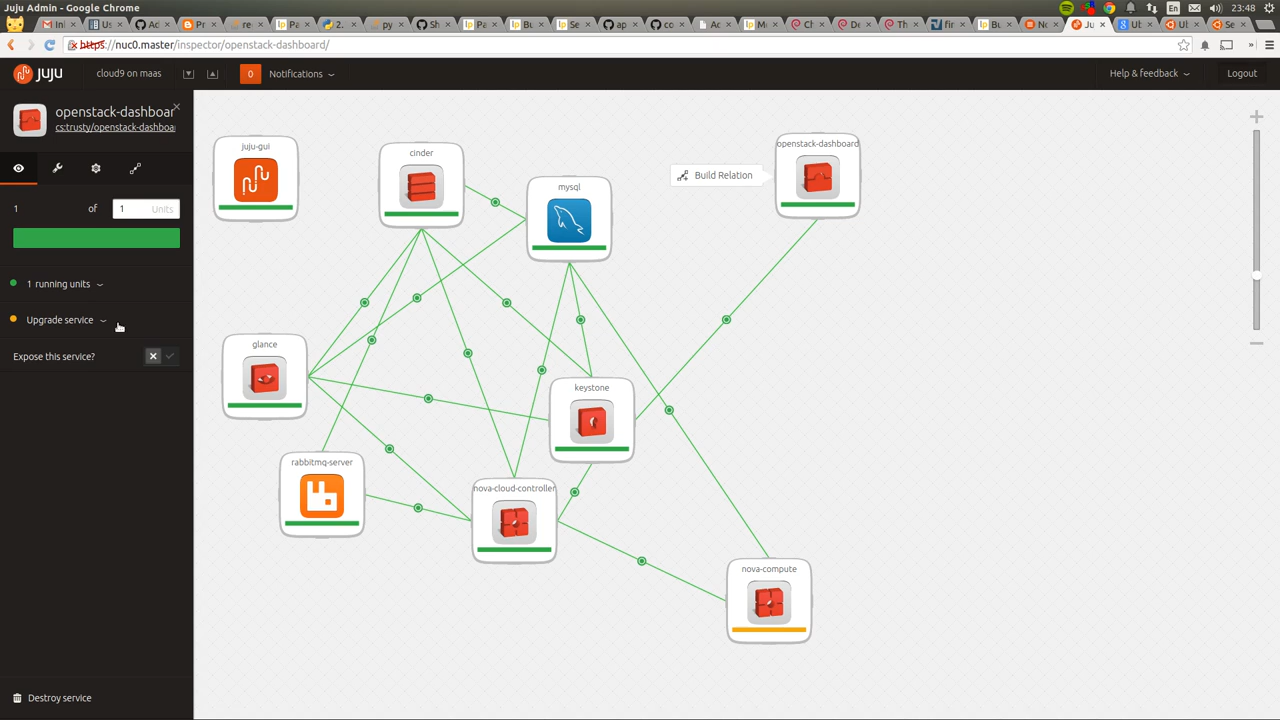 Juju Admin - Google Chrome
En
23:48
https://nuc0.master/inspector/openstack-dashboard/
juju
cloud9 on maas
0
Notifications
Help & feedback
Logout
openstack-dashboar
cs:trusty/openstack-dashboa
1
of
1
Units
1 running units
Upgrade service
Expose this service?
Destroy service
juju-gui
cinder
mysql
Build Relation
openstack-dashboard
glance
keystone
rabbitmq-server
nova-cloud-controller
nova-compute